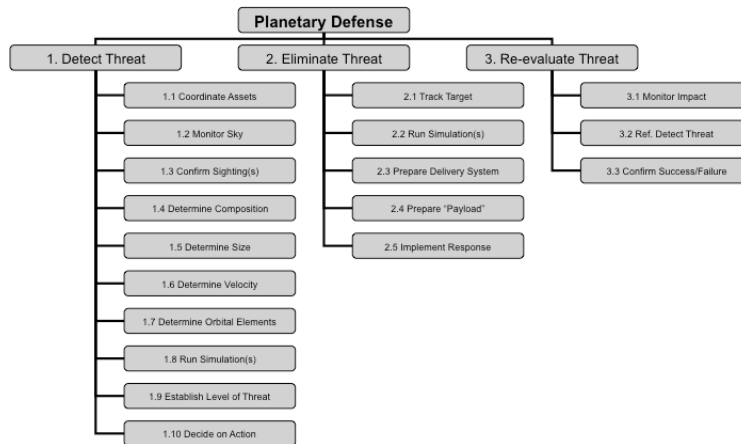 Planetary Defense
1. Detect Threat
2. Eliminate Threat
3. Re-evaluate Threat
1.1 Coordinate Assets
1.2 Monitor Sky
1.3 Confirm Sighting(s)
1.4 Determine Composition
1.5 Determine Size
1.6 Determine Velocity
1.7 Determine Orbital Elements
1.8 Run Simulation(s)
1.9 Establish Level of Threat
1.10 Decide on Action
2.1 Track Target
2.2 Run Simulation(s)
2.3 Prepare Delivery System
2.4 Prepare “Payload”
2.5 Implement Response
3.1 Monitor Impact
3.2 Ref. Detect Threat
3.3 Confirm Success/Failure